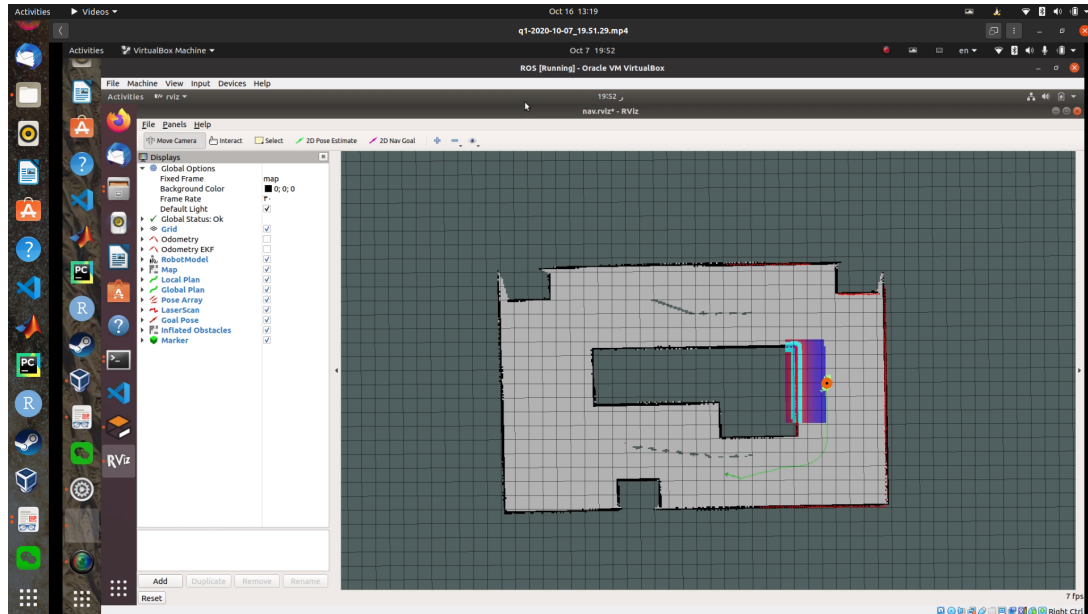 Activities Videos Oct 16 13:19
q1-2020-10-07_19.51.29.mp4
Activities VirtualBox Machine Oct 7 19:52 en
ROS [Running] - Oracle VM VirtualBox
File Machine View Input Devices Help
Activities rviz 19:52
nav.rviz* - RViz
File Panels Help
Move Camera Interact Select 2D Pose Estimate 2D Nav Goal
Displays
Global Options
Fixed Frame map
Background Color 0; 0; 0
Frame Rate ۳۰
Default Light
Global Status: Ok
Grid
Odometry
Odometry EKF
RobotModel
Map
Local Plan
Global Plan
Pose Array
LaserScan
Goal Pose
Inflated Obstacles
Marker
PC
PC
R
R
RViz
Add Duplicate Remove Rename
Reset
7 fps
Right Ctrl